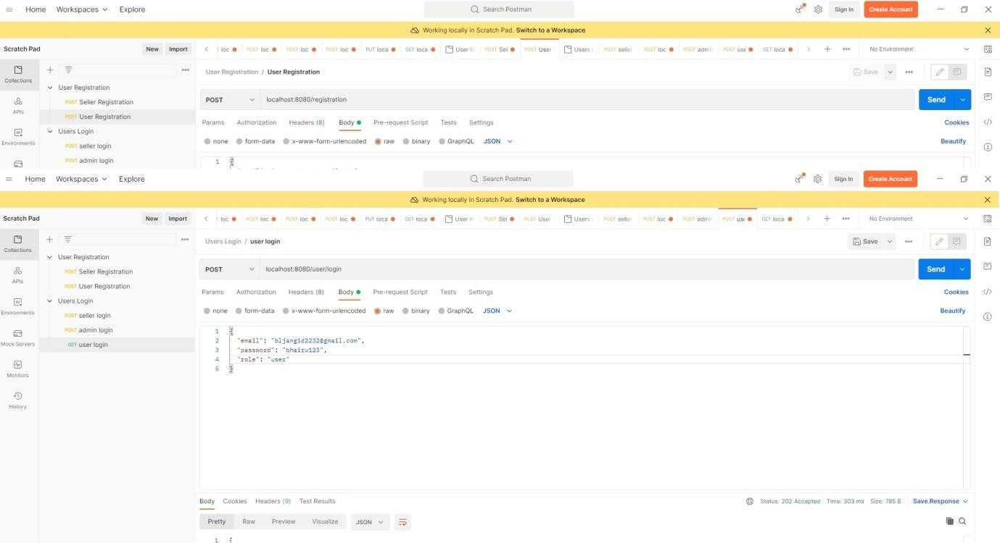 Home Workspaces Explore Search Postman Sign In Create Account
Working locally in Scratch Pad. Switch to a Workspace
Scratch Pad New Import loc POST loc POST loc POST loc PUT loca GET loca User R POST Sel POST User Users POST seller POST loc POST admi POST use GET loca No Environment
Collections User Registration User Registration / User Registration Save
POST Seller Registration POST localhost:8080/registration Send
APIs POST User Registration Params Authorization Headers (8) Body Pre-request Script Tests Settings Cookies
Environments Users Login none form-data x-www-form-urlencoded raw binary GraphQL JSON Beautify
POST seller login
POST admin login 1 {
Home Workspaces Explore Search Postman Sign In Create Account
Working locally in Scratch Pad. Switch to a Workspace
Scratch Pad New Import loc POST loc POST loc POST loc PUT loca GET loca User R POST Sel POST User Users POST seller POST loc POST admi POST use GET loca No Environment
Collections User Registration Users Login / user login Save
POST Seller Registration POST localhost:8080/user/login Send
APIs POST User Registration Params Authorization Headers (8) Body Pre-request Script Tests Settings Cookies
Environments Users Login none form-data x-www-form-urlencoded raw binary GraphQL JSON Beautify
POST seller login
Mock Servers POST admin login 1 {
GET user login 2 "email": "bljangid2232@gmail.com",
Monitors 3 "password": "bhairu123",
History 4 "role": "user"
5 }
Body Cookies Headers (9) Test Results Status: 202 Accepted Time: 303 ms Size: 785 B Save Response
Pretty Raw Preview Visualize JSON
1 {